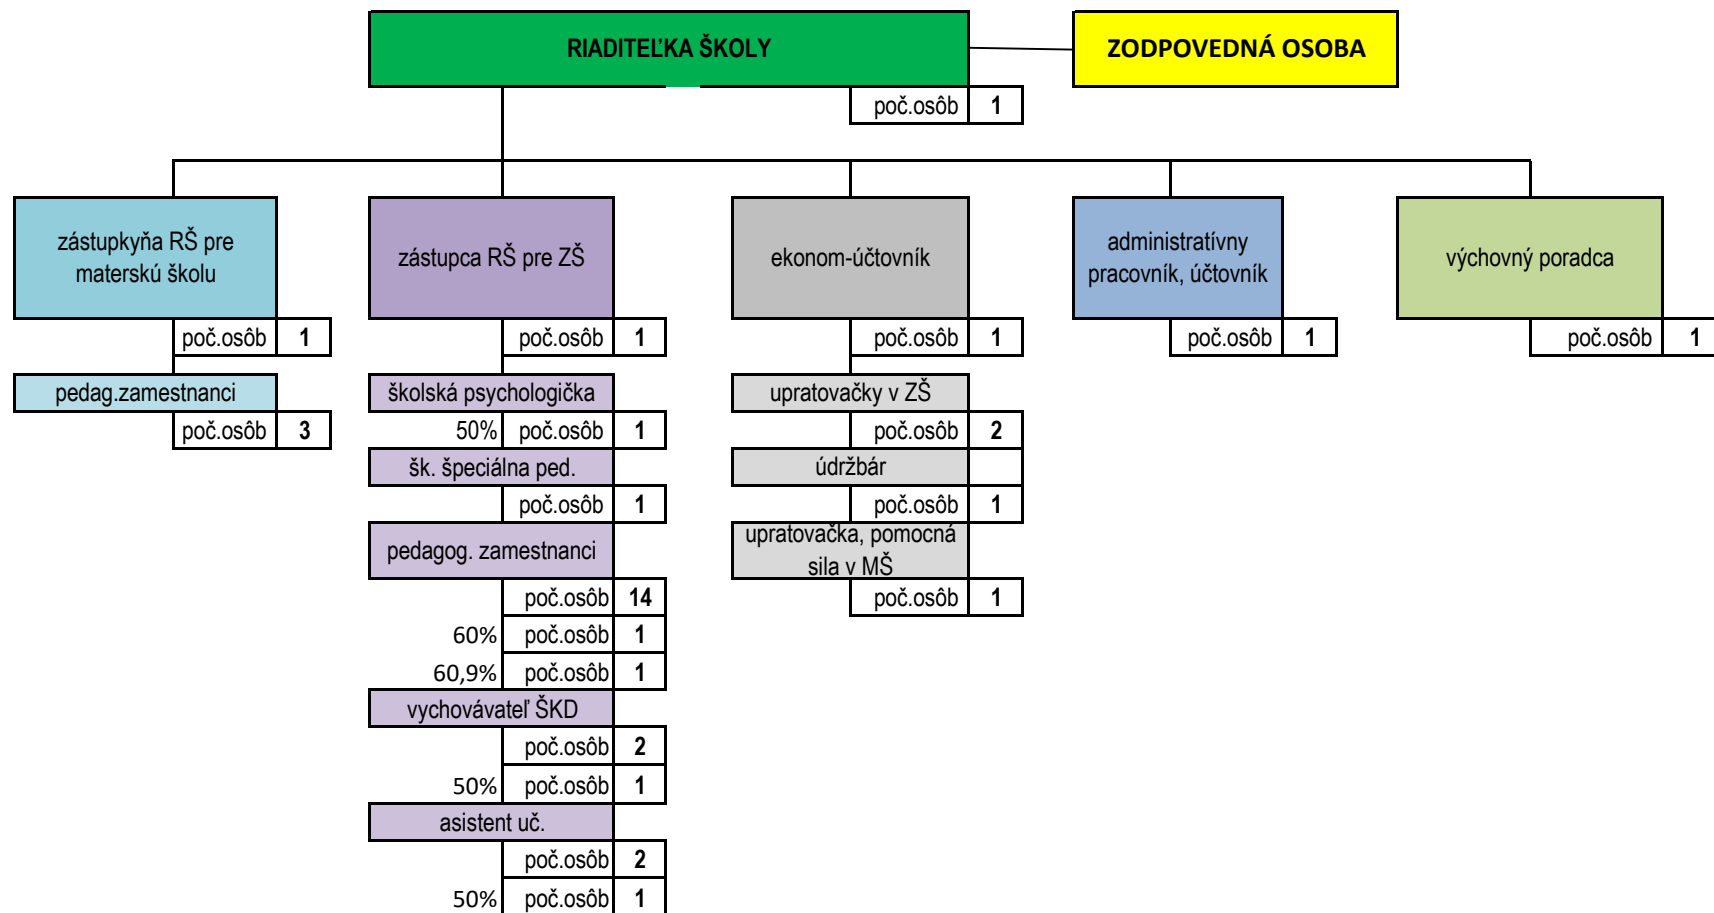 RIADITEĽKA ŠKOLY
ZODPOVEDNÁ OSOBA
poč.osôb 1
zástupkyňa RŠ pre
materskú školu
poč.osôb 1
pedag.zamestnanci
poč.osôb 3
zástupca RŠ pre ZŠ
poč.osôb 1
školská psychologička
50% poč.osôb 1
šk. špeciálna ped.
poč.osôb 1
pedagog. zamestnanci
poč.osôb 14
60% poč.osôb 1
60,9% poč.osôb 1
vychovávateľ ŠKD
poč.osôb 2
50% poč.osôb 1
asistent uč.
poč.osôb 2
50% poč.osôb 1
ekonom-účtovník
poč.osôb 1
upratovačky v ZŠ
poč.osôb 2
údržbár
poč.osôb 1
upratovačka, pomocná
sila v MŠ
poč.osôb 1
administratívny
pracovník, účtovník
poč.osôb 1
výchovný poradca
poč.osôb 1